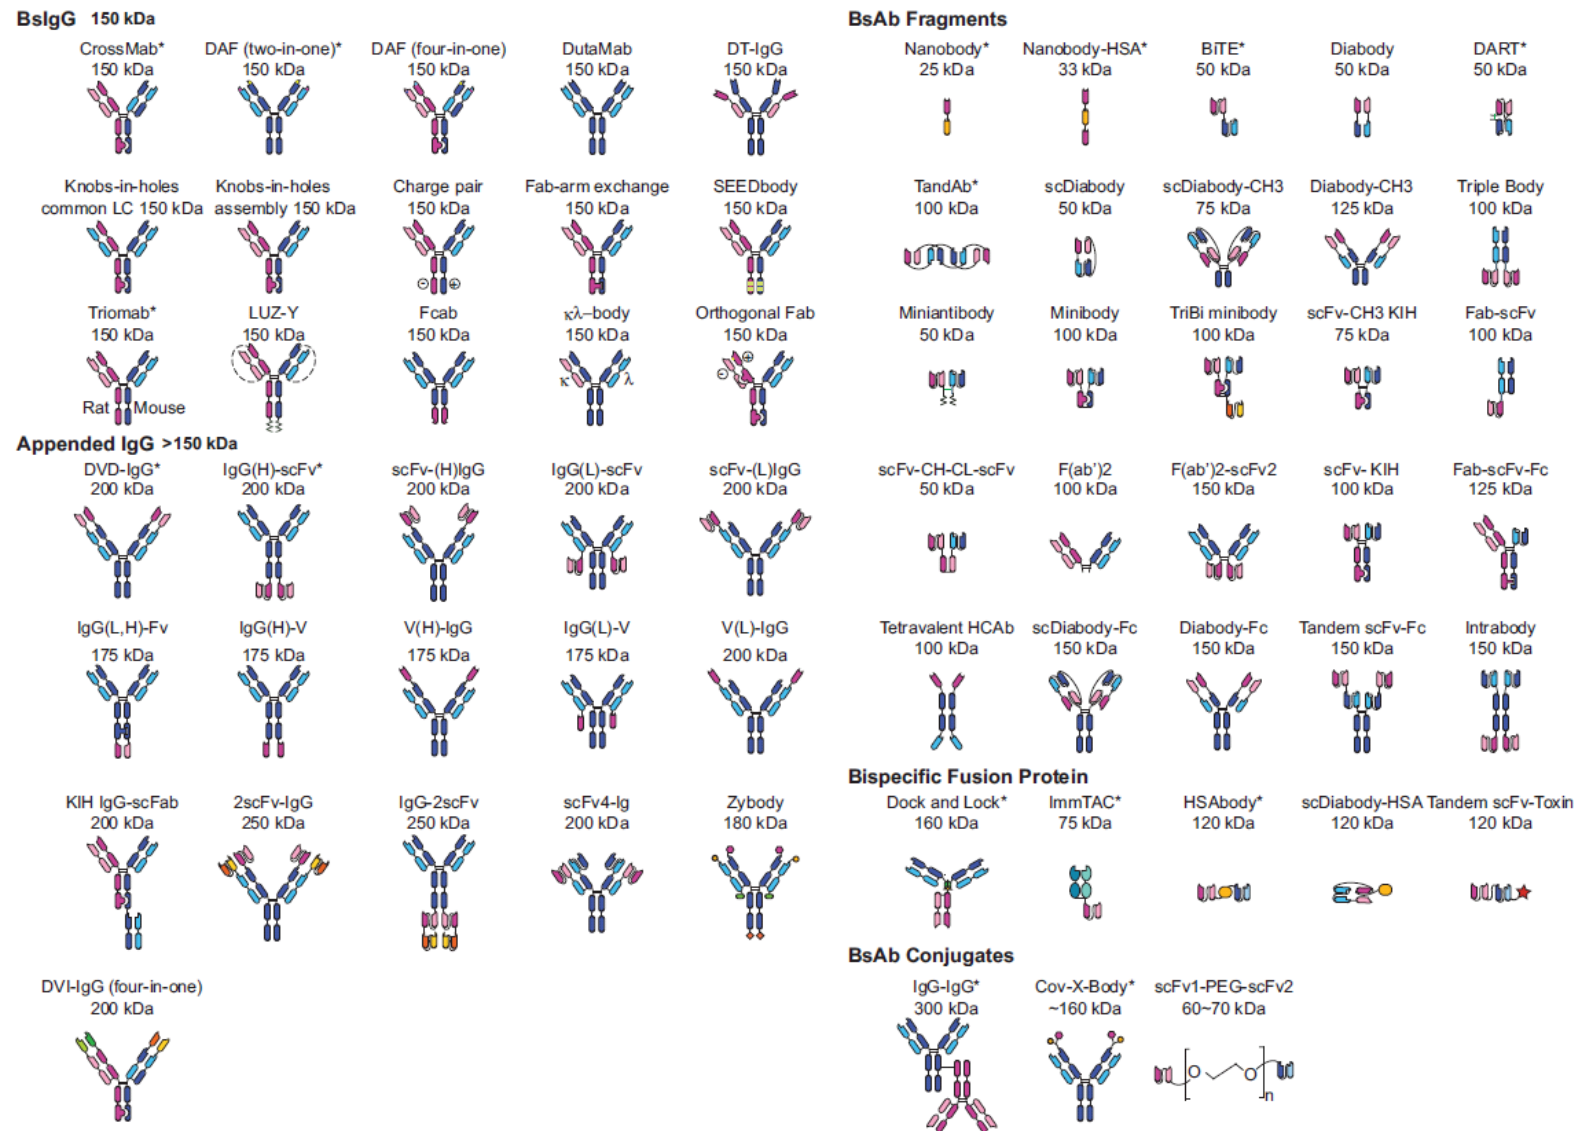 BsIgG 150 kDa
CrossMab* DAF (two-in-one)* DAF (four-in-one) DutaMab DT-IgG
150 kDa 150 kDa 150 kDa 150 kDa 150 kDa
Knobs-in-holes Knobs-in-holes Charge pair Fab-arm exchange SEEDbody
common LC 150 kDa assembly 150 kDa 150 kDa 150 kDa 150 kDa
⊖ ⊕
Triomab* LUZ-Y Fcab κλ–body Orthogonal Fab
150 kDa 150 kDa 150 kDa 150 kDa 150 kDa
⊕
⊖
κ λ
Rat Mouse
Appended IgG >150 kDa
DVD-IgG* IgG(H)-scFv* scFv-(H)IgG IgG(L)-scFv scFv-(L)IgG
200 kDa 200 kDa 200 kDa 200 kDa 200 kDa
IgG(L,H)-Fv IgG(H)-V V(H)-IgG IgG(L)-V V(L)-IgG
175 kDa 175 kDa 175 kDa 175 kDa 200 kDa
KIH IgG-scFab 2scFv-IgG IgG-2scFv scFv4-Ig Zybody
200 kDa 250 kDa 250 kDa 200 kDa 180 kDa
DVI-IgG (four-in-one)
200 kDa
BsAb Fragments
Nanobody* Nanobody-HSA* BiTE* Diabody DART*
25 kDa 33 kDa 50 kDa 50 kDa 50 kDa
TandAb* scDiabody scDiabody-CH3 Diabody-CH3 Triple Body
100 kDa 50 kDa 75 kDa 125 kDa 100 kDa
Miniantibody Minibody TriBi minibody scFv-CH3 KIH Fab-scFv
50 kDa 100 kDa 100 kDa 75 kDa 100 kDa
scFv-CH-CL-scFv F(ab')2 F(ab')2-scFv2 scFv- KIH Fab-scFv-Fc
50 kDa 100 kDa 150 kDa 100 kDa 125 kDa
Tetravalent HCAb scDiabody-Fc Diabody-Fc Tandem scFv-Fc Intrabody
100 kDa 150 kDa 150 kDa 150 kDa 150 kDa
Bispecific Fusion Protein
Dock and Lock* ImmTAC* HSAbody* scDiabody-HSA Tandem scFv-Toxin
160 kDa 75 kDa 120 kDa 120 kDa 120 kDa
BsAb Conjugates
IgG-IgG* Cov-X-Body* scFv1-PEG-scFv2
300 kDa ~160 kDa 60~70 kDa
O O n